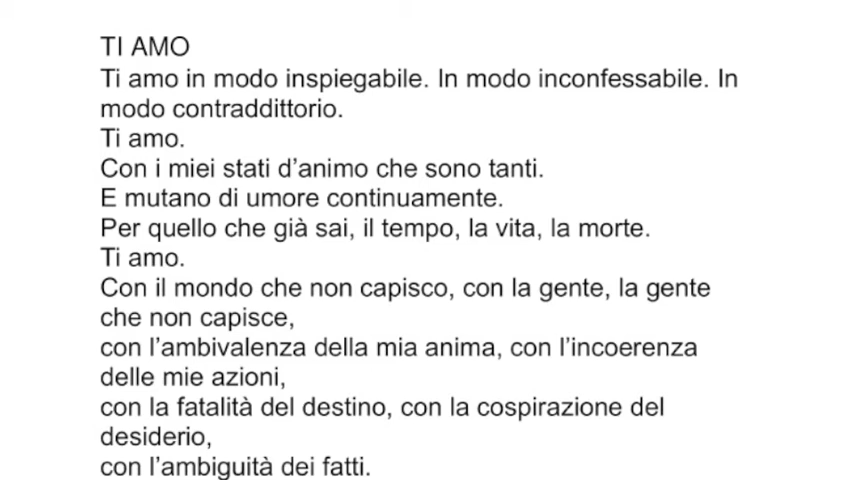 TI AMO
Ti amo in modo inspiegabile. In modo inconfessabile. In
modo contraddittorio.
Ti amo.
Con i miei stati d’animo che sono tanti.
E mutano di umore continuamente.
Per quello che già sai, il tempo, la vita, la morte.
Ti amo.
Con il mondo che non capisco, con la gente, la gente
che non capisce,
con l’ambivalenza della mia anima, con l’incoerenza
delle mie azioni,
con la fatalità del destino, con la cospirazione del
desiderio,
con l’ambiguità dei fatti.